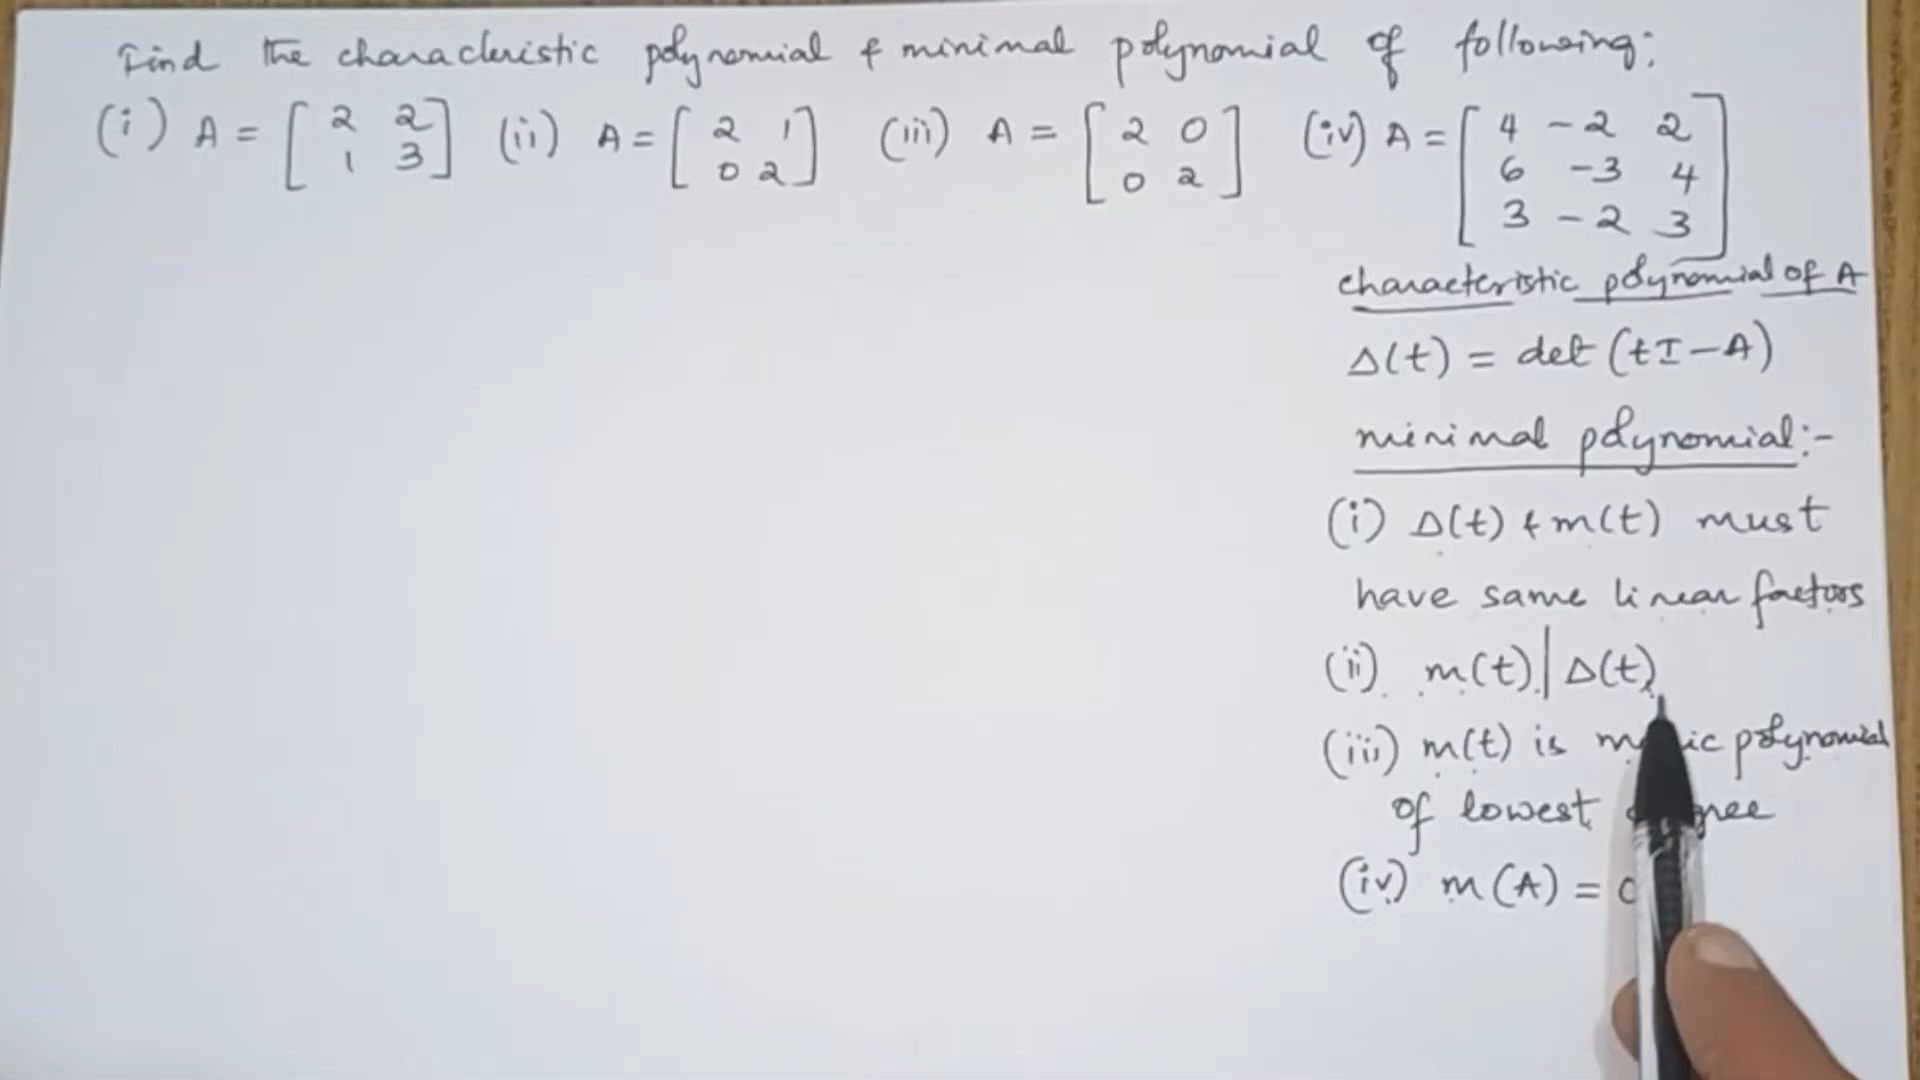 Find the characteristic polynomial & minimal polynomial of following:
(i) A = [2 2 (ii) A = [2 1] (iii) A = [2 0] (iv) A = [4 -2 2]
1 3] 0 2] 0 2] 6 -3 4
3 -2 3
characteristic polynomial of A
Δ(t) = det (tI-A)
minimal polynomial:-
(i) Δ(t) & m(t) must
have same linear factors
(ii) m(t) | Δ(t)
(iii) m(t) is polynomial
of lowest
(iv) m(A) =